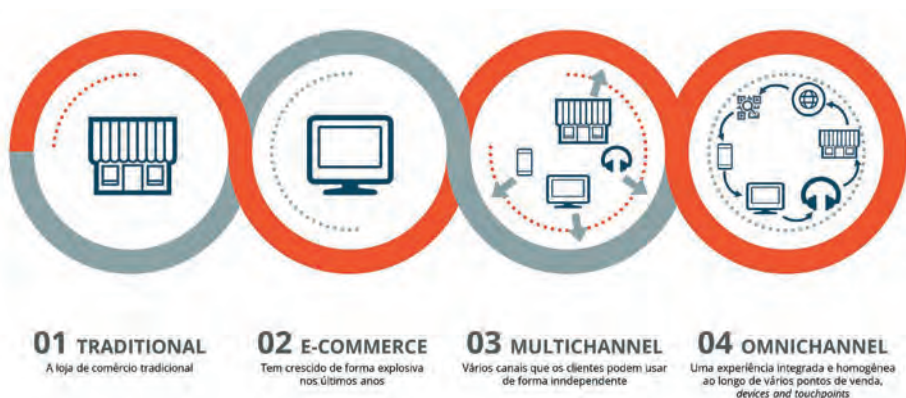 01 TRADITIONAL
A loja de comércio tradicional
02 E-COMMERCE
Tem crescido de forma explosiva
nos últimos anos
03 MULTICHANNEL
Vários canais que os clientes podem usar
de forma inndependente
04 OMNICHANNEL
Uma experiência integrada e homogénea
ao longo de vários pontos de venda,
devices and touchpoints